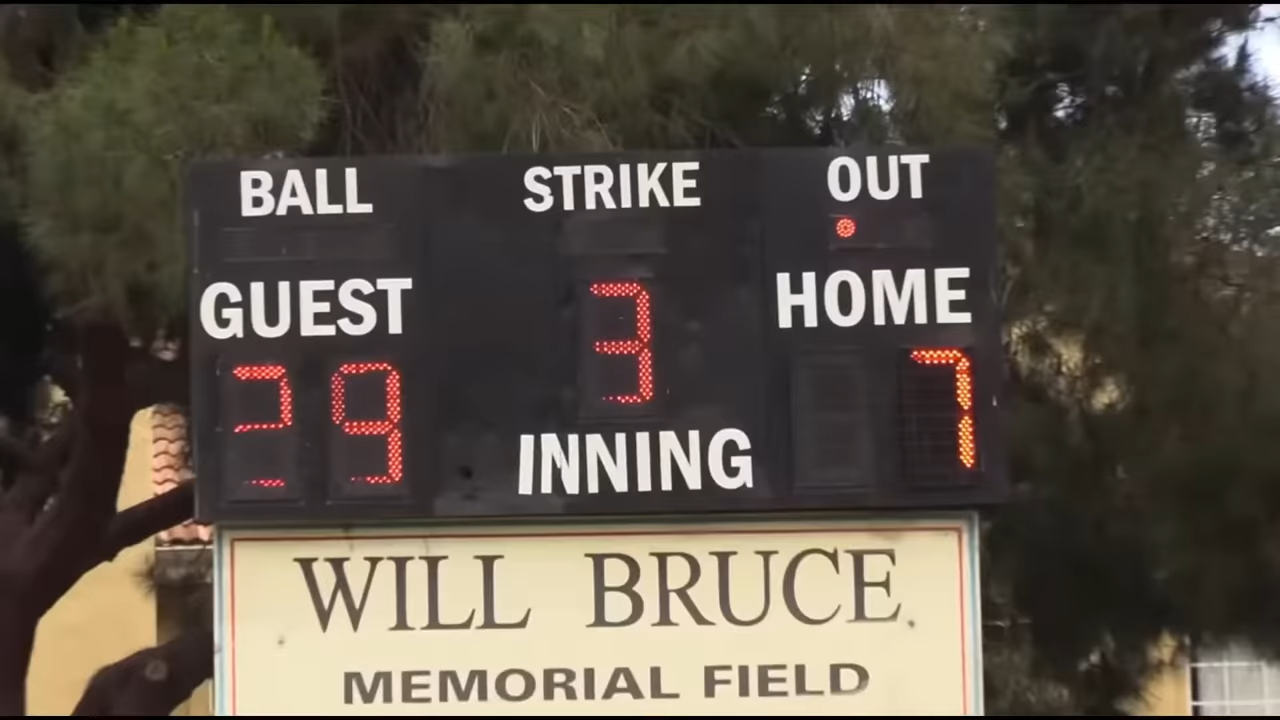 BALL STRIKE OUT
GUEST HOME
29 3 7
INNING
WILL BRUCE
MEMORIAL FIELD